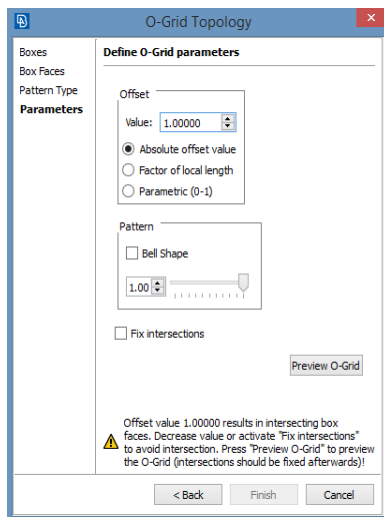 O-Grid Topology
Boxes
Box Faces
Pattern Type
Parameters
Define O-Grid parameters
Offset
Value: 1.00000
Absolute offset value
Factor of local length
Parametric (0-1)
Pattern
Bell Shape
1.00
Fix intersections
Preview O-Grid
Offset value 1.00000 results in intersecting box
faces. Decrease value or activate "Fix intersections"
to avoid intersection. Press "Preview O-Grid" to preview
the O-Grid (intersections should be fixed afterwards)!
< Back
Finish
Cancel